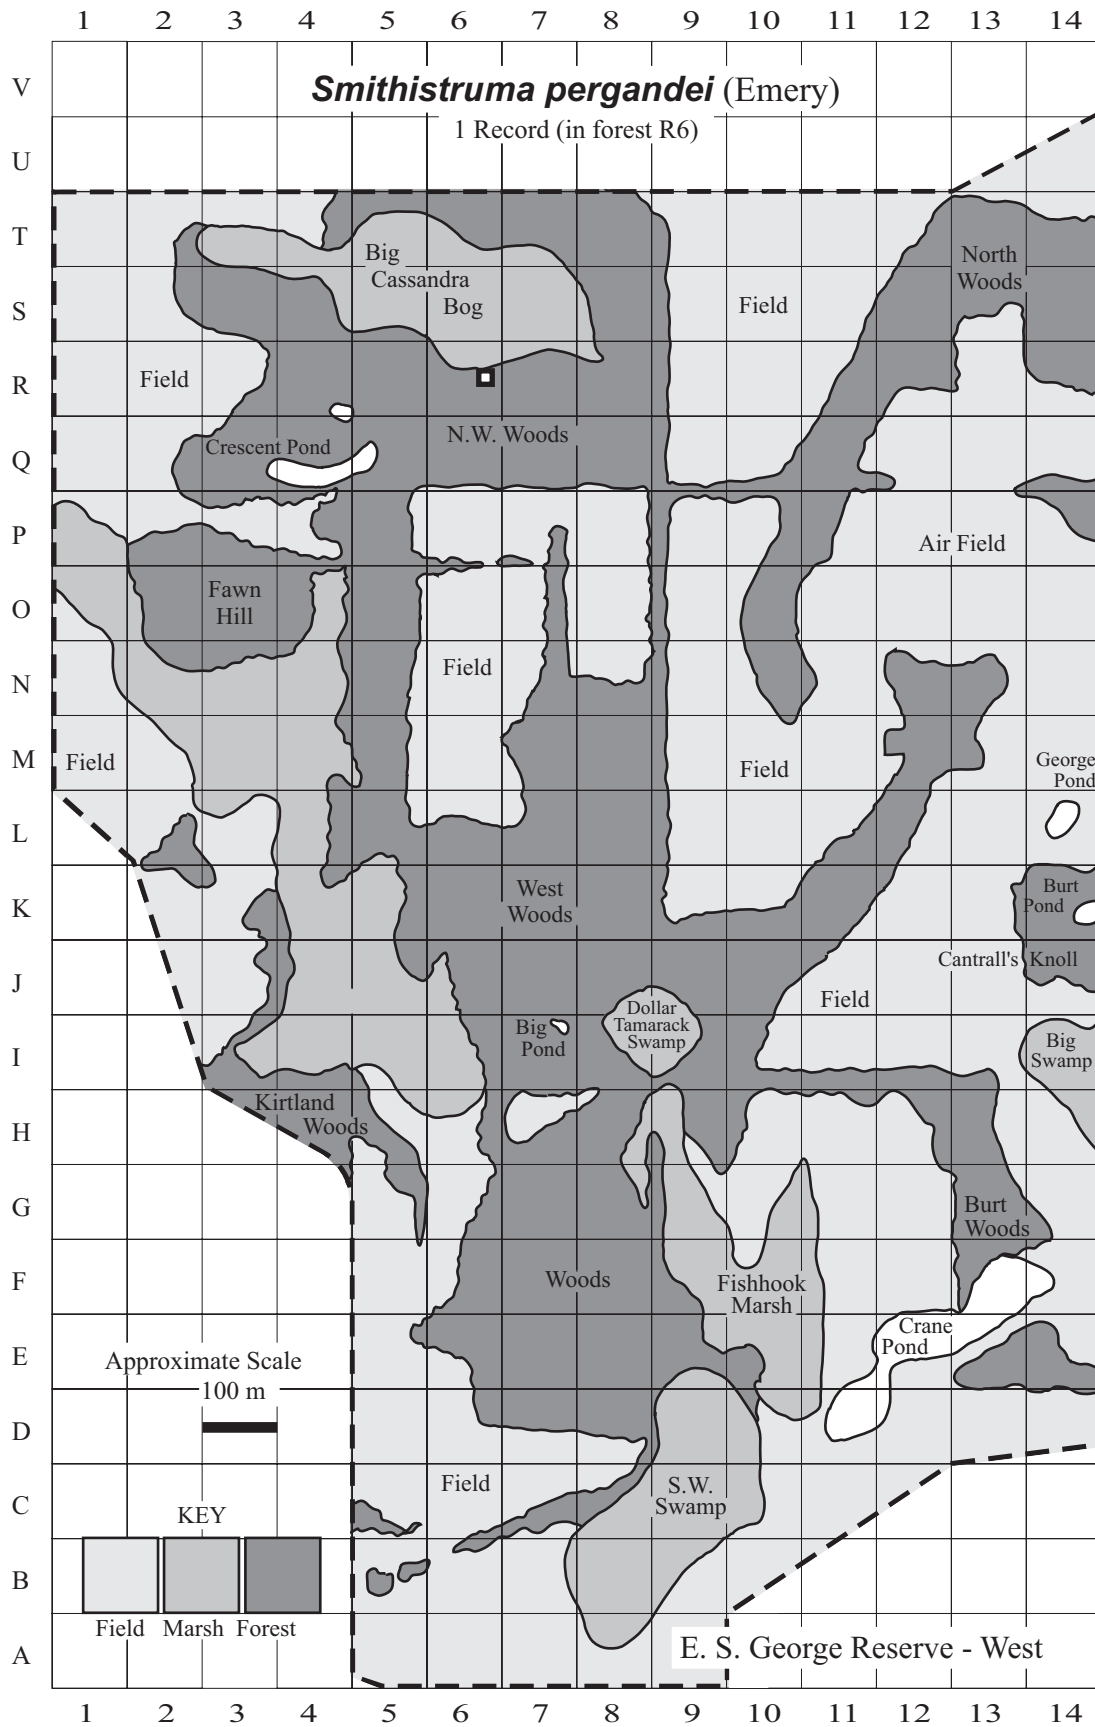 1 2 3 4 5 6 7 8 9 10 11 12 13 14
V
Smithistruma pergandei (Emery)
1 Record (in forest R6)
U
T
Big
Cassandra
Bog
North
Woods
S
Field
R
Field
N.W. Woods
Q
Crescent Pond
P
Air Field
O
Fawn
Hill
N
Field
M
Field
Field
George
Pond
L
K
West
Woods
Burt
Pond
J
Cantrall's Knoll
Field
Dollar
Tamarack
Swamp
Big
Pond
I
Big
Swamp
H
Kirtland
Woods
G
Burt
Woods
F
Woods
Fishhook
Marsh
E
Crane
Pond
Approximate Scale
100 m
D
C
Field
S.W.
Swamp
KEY
B
Field Marsh Forest
A
E. S. George Reserve - West
1 2 3 4 5 6 7 8 9 10 11 12 13 14